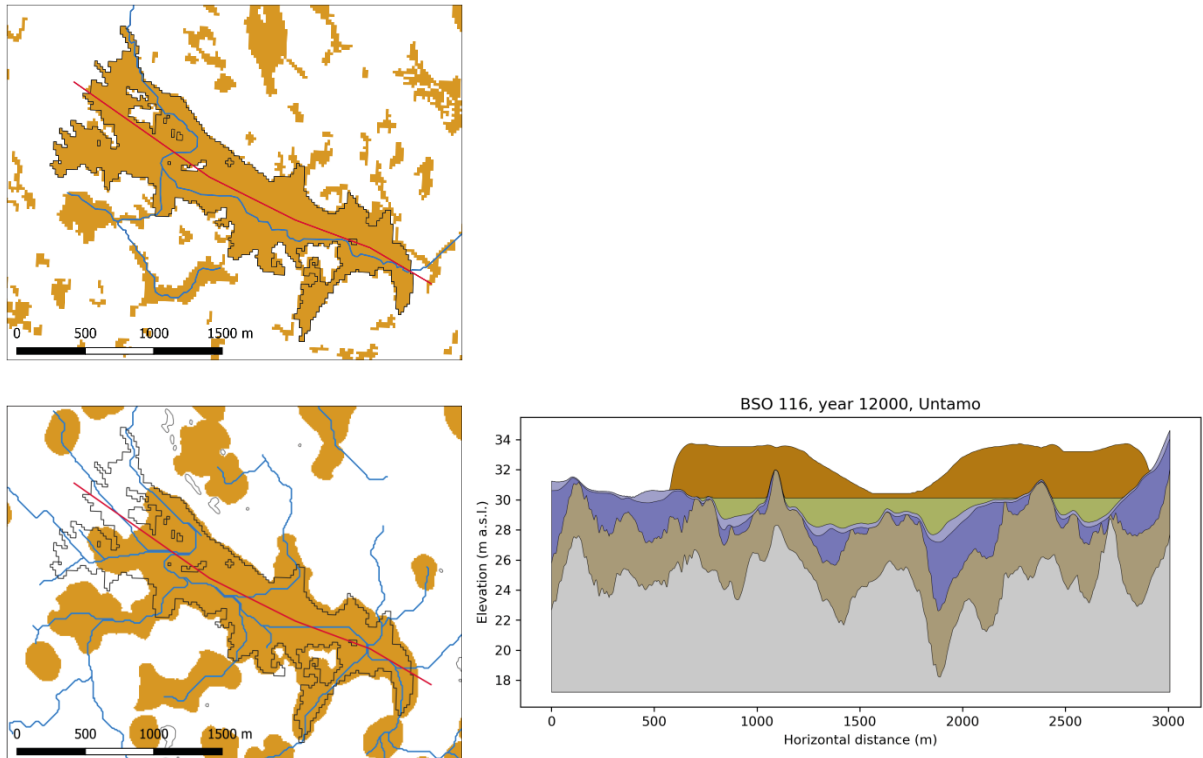 0 500 1000 1500 m
0 500 1000 1500 m
BSO 116, year 12000, Untamo
Elevation (m a.s.l.)
34
32
30
28
26
24
22
20
18
0 500 1000 1500 2000 2500 3000
Horizontal distance (m)